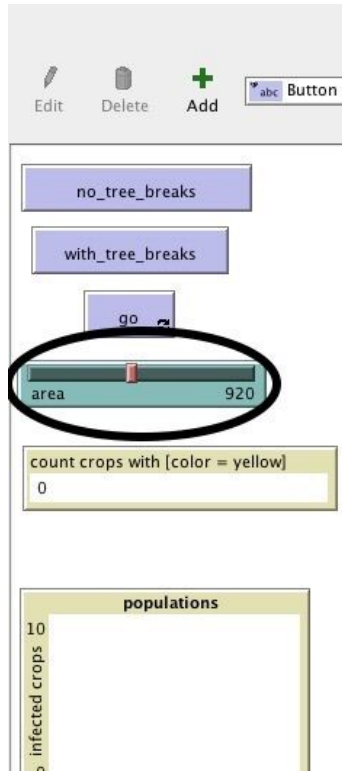 Edit Delete Add abc Button
no_tree_breaks
with_tree_breaks
go
area 920
count crops with [color = yellow]
0
populations
10
infected crops